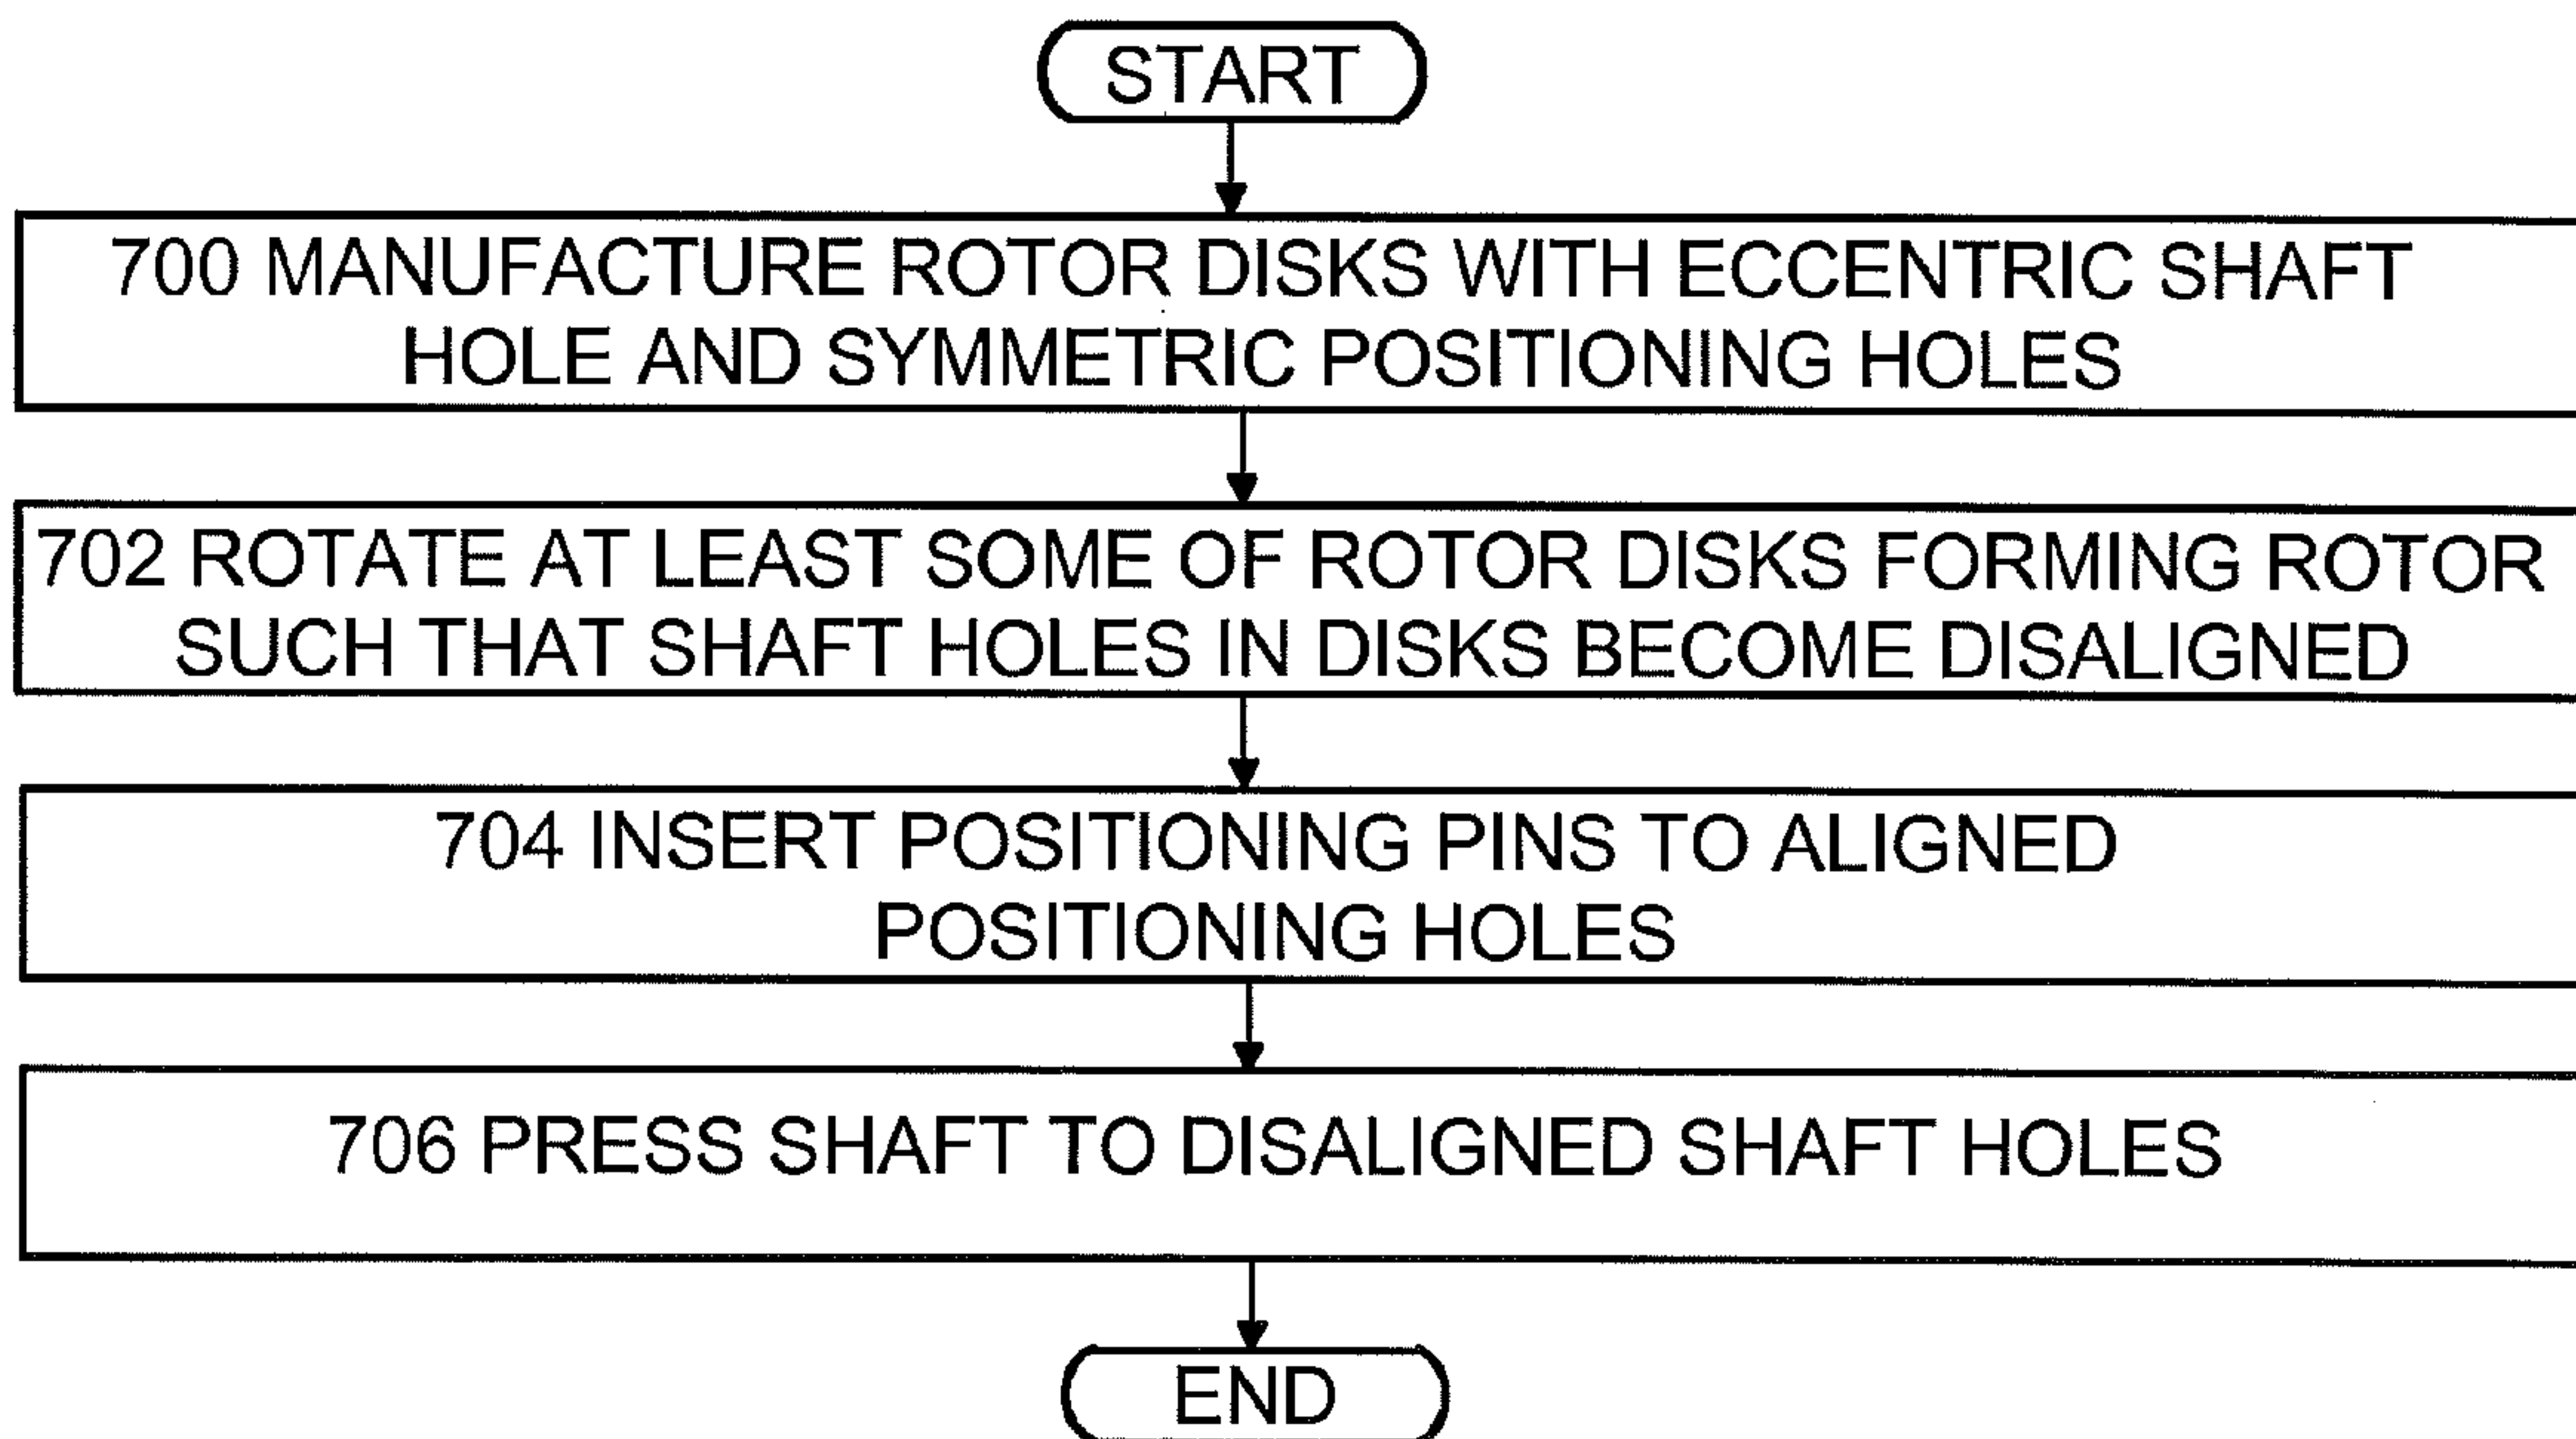 START
700 MANUFACTURE ROTOR DISKS WITH ECCENTRIC SHAFT
HOLE AND SYMMETRIC POSITIONING HOLES
702 ROTATE AT LEAST SOME OF ROTOR DISKS FORMING ROTOR
SUCH THAT SHAFT HOLES IN DISKS BECOME DISALIGNED
704 INSERT POSITIONING PINS TO ALIGNED
POSITIONING HOLES
706 PRESS SHAFT TO DISALIGNED SHAFT HOLES
END